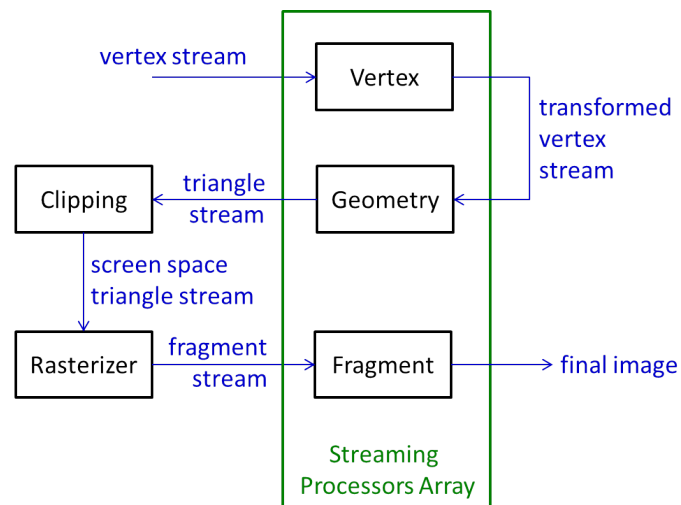 vertex stream
Vertex
transformed
vertex
stream
Clipping
triangle
stream
Geometry
screen space
triangle stream
Rasterizer
fragment
stream
Fragment
final image
Streaming
Processors Array